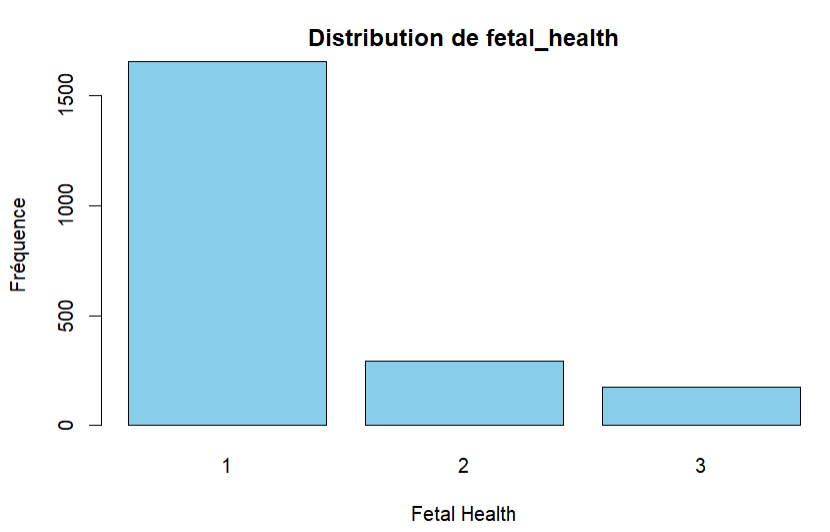 Distribution de fetal_health
Fréquence
1500
1000
500
0
1 2 3
Fetal Health